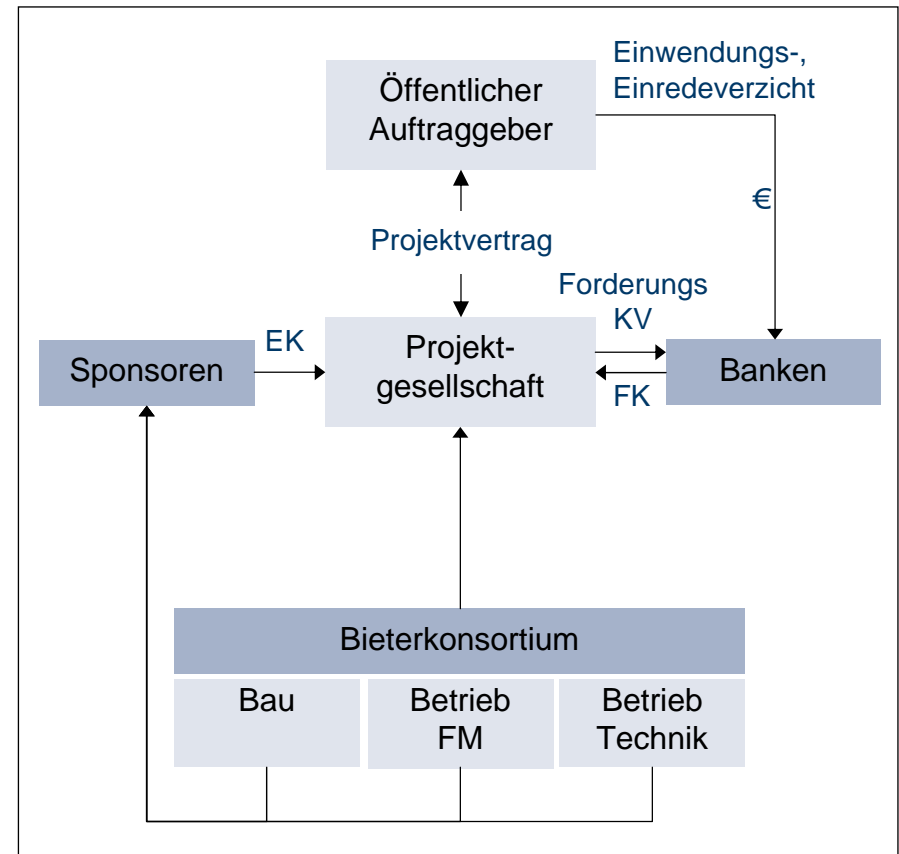 Einwendungs-,
Einredeverzicht
Öffentlicher
Auftraggeber
€
Projektvertrag
Forderungs
KV
EK
Sponsoren
Projekt-
gesellschaft
Banken
FK
Bieterkonsortium
Bau
Betrieb
FM
Betrieb
Technik